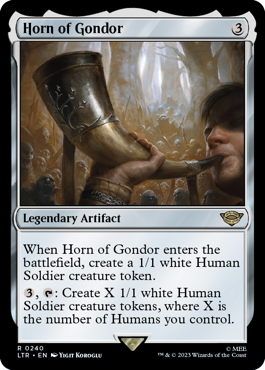 Horn of Gondor 3
Legendary Artifact
When Horn of Gondor enters the
battlefield, create a 1/1 white Human
Soldier creature token.
3, T: Create X 1/1 white Human
Soldier creature tokens, where X is
the number of Humans you control.
R 0240
LTR • EN YIGIT KOROGLU
© MEE
™ & © 2023 Wizards of the Coast